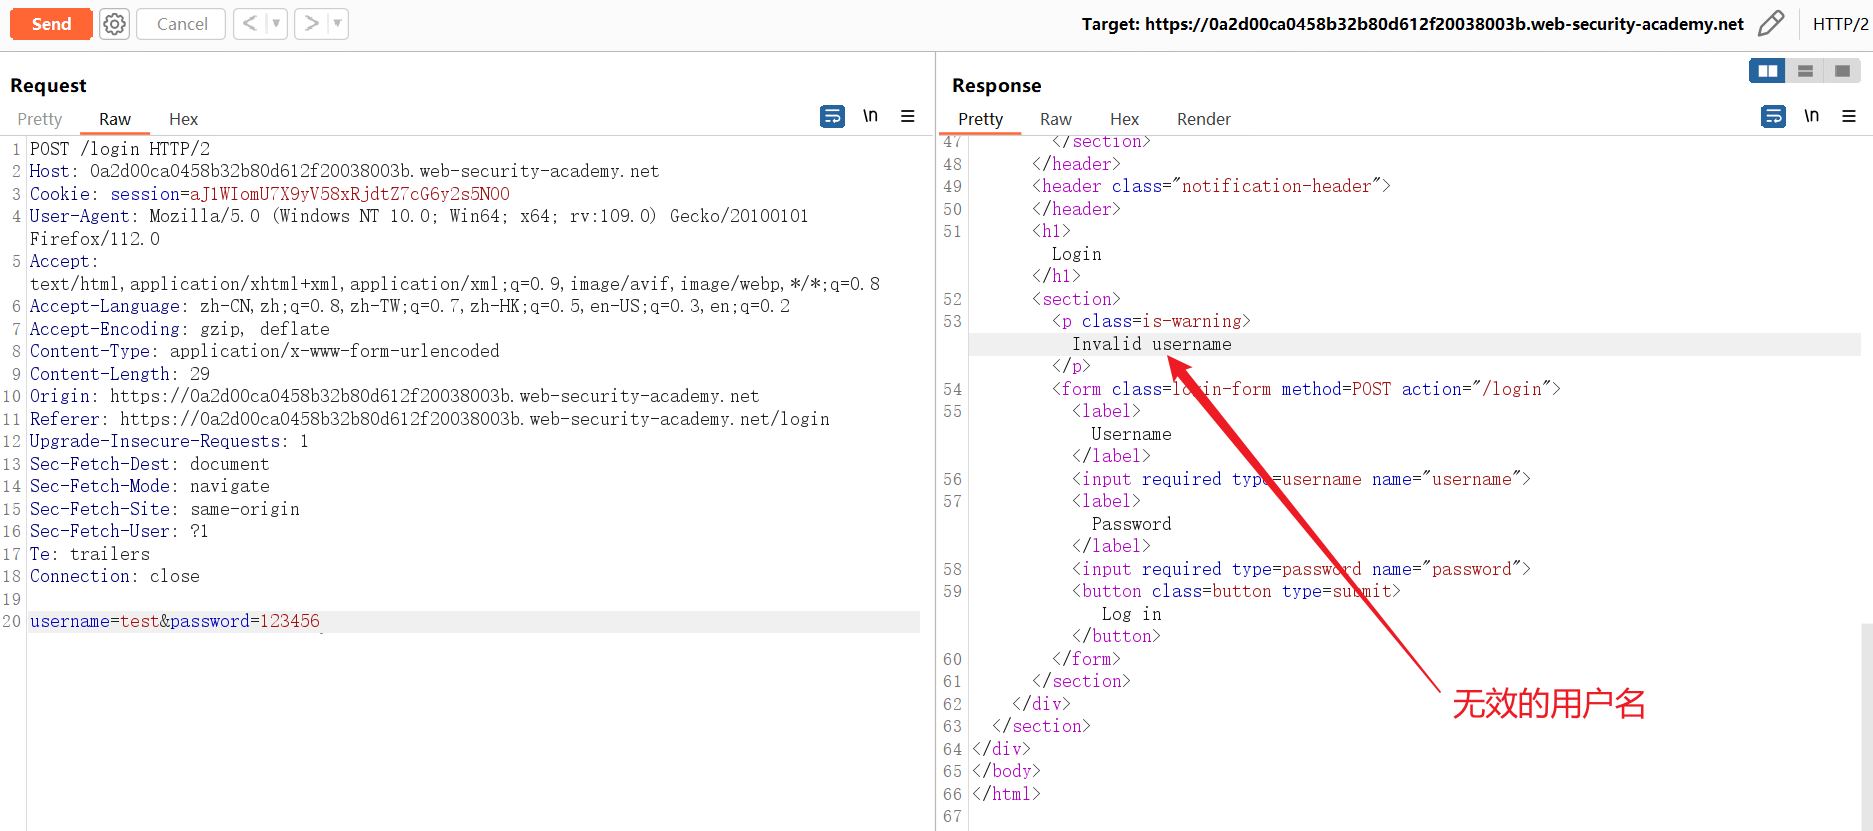 Send
Cancel
Target: https://0a2d00ca0458b32b80d612f20038003b.web-security-academy.net
HTTP/2
Request
Pretty
Raw
Hex
\n
1 POST /login HTTP/2
2 Host: 0a2d00ca0458b32b80d612f20038003b.web-security-academy.net
3 Cookie: session=aJ1WIomU7X9yV58xRjdtZ7cG6y2s5N00
4 User-Agent: Mozilla/5.0 (Windows NT 10.0; Win64; x64; rv:109.0) Gecko/20100101
Firefox/112.0
5 Accept:
text/html,application/xhtml+xml,application/xml;q=0.9,image/avif,image/webp,*/*;q=0.8
6 Accept-Language: zh-CN,zh;q=0.8,zh-TW;q=0.7,zh-HK;q=0.5,en-US;q=0.3,en;q=0.2
7 Accept-Encoding: gzip, deflate
8 Content-Type: application/x-www-form-urlencoded
9 Content-Length: 29
10 Origin: https://0a2d00ca0458b32b80d612f20038003b.web-security-academy.net
11 Referer: https://0a2d00ca0458b32b80d612f20038003b.web-security-academy.net/login
12 Upgrade-Insecure-Requests: 1
13 Sec-Fetch-Dest: document
14 Sec-Fetch-Mode: navigate
15 Sec-Fetch-Site: same-origin
16 Sec-Fetch-User: ?1
17 Te: trailers
18 Connection: close
19
20 username=test&password=123456
Response
Pretty
Raw
Hex
Render
\n
47 </section>
48 </header>
49 <header class="notification-header">
50 </header>
51 <h1>
Login
</h1>
52 <section>
53 <p class=is-warning>
Invalid username
</p>
54 <form class=login-form method=POST action="/login">
55 <label>
Username
</label>
56 <input required type=username name="username">
57 <label>
Password
</label>
58 <input required type=password name="password">
59 <button class=button type=submit>
Log in
</button>
60 </form>
61 </section>
62 </div>
63 </section>
64 </div>
65 </body>
66 </html>
67
无效的用户名